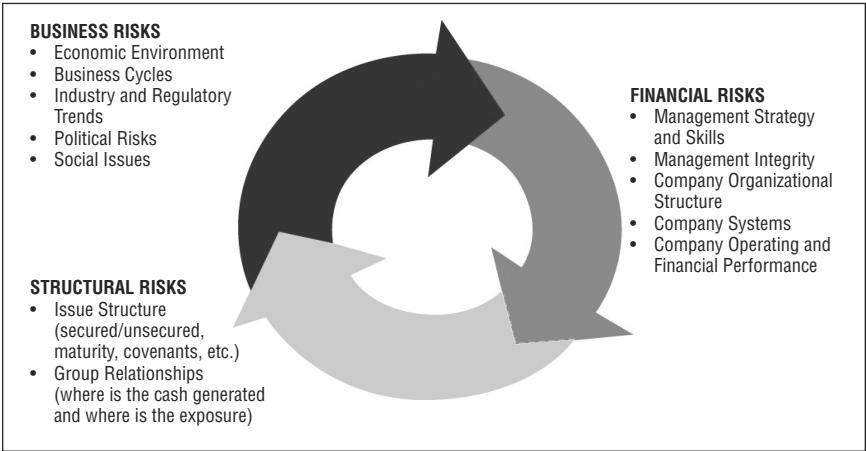 BUSINESS RISKS
• Economic Environment
• Business Cycles
• Industry and Regulatory
Trends
• Political Risks
• Social Issues
FINANCIAL RISKS
• Management Strategy
and Skills
• Management Integrity
• Company Organizational
Structure
• Company Systems
• Company Operating and
Financial Performance
STRUCTURAL RISKS
• Issue Structure
(secured/unsecured,
maturity, covenants, etc.)
• Group Relationships
(where is the cash generated
and where is the exposure)